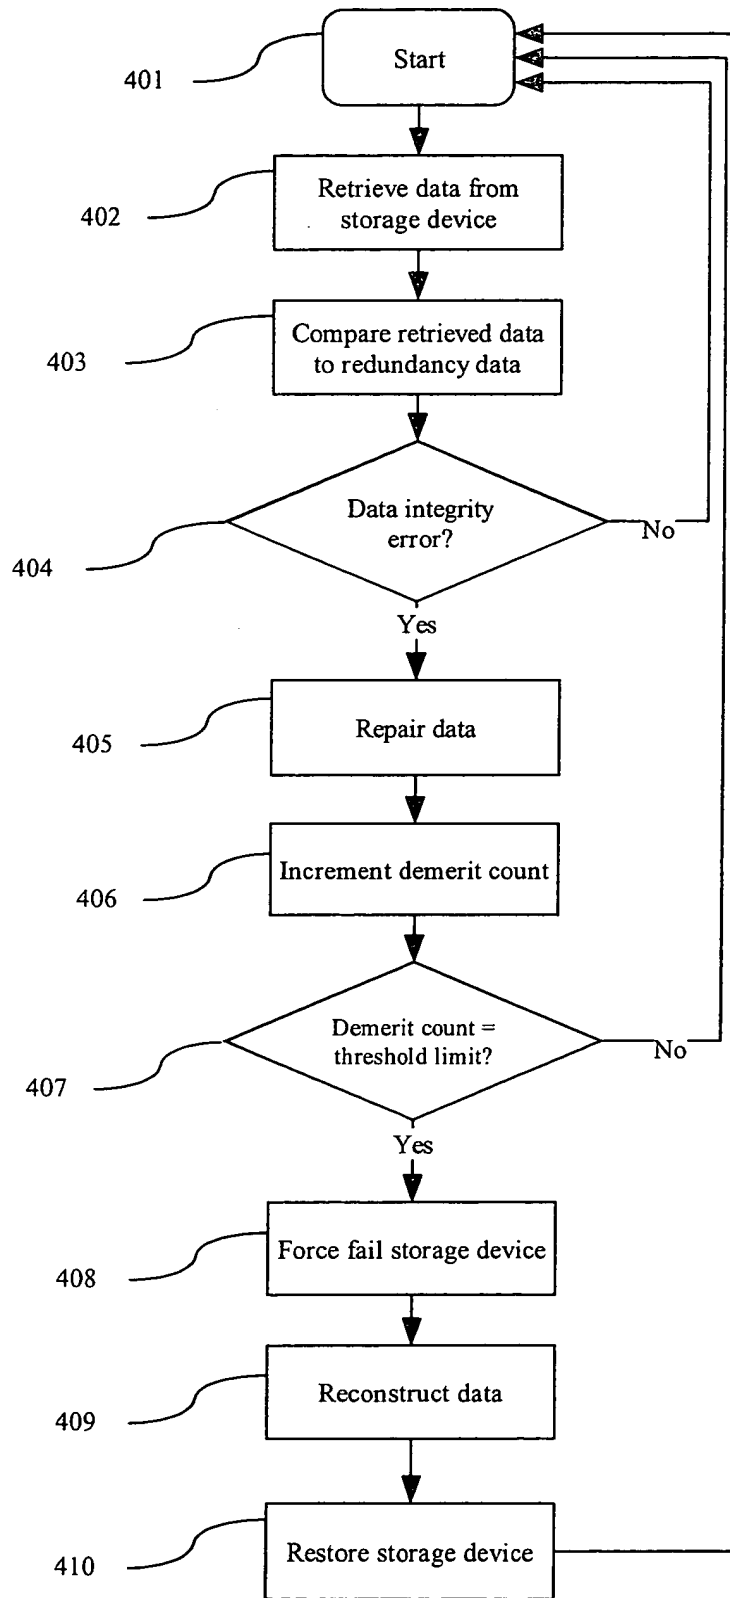 Start
401
Retrieve data from
storage device
402
Compare retrieved data
to redundancy data
403
Data integrity
error?
No
404
Yes
Repair data
405
Increment demerit count
406
Demerit count =
threshold limit?
No
407
Yes
Force fail storage device
408
Reconstruct data
409
Restore storage device
410